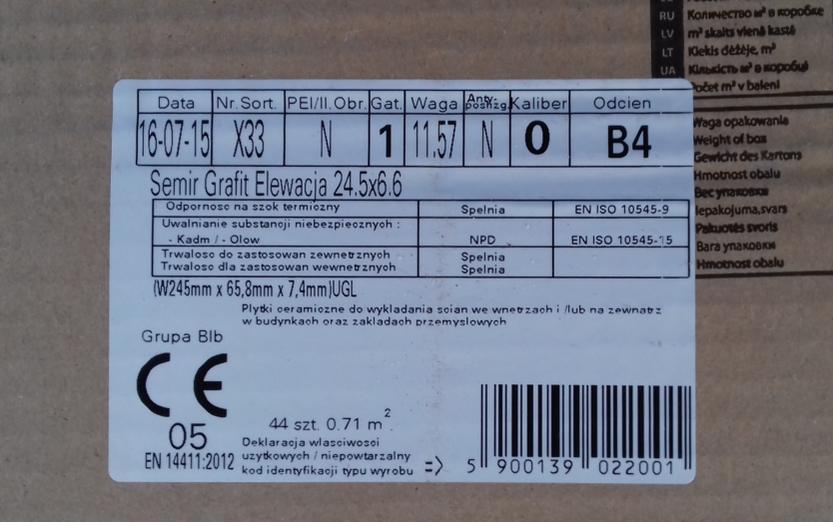 RU Количество м² в коробке
LV m² skaits vienā kastē
LT Kiekis dėžėje, m²
UA Кількість м² в коробці
Počet m² v balení
Waga opakowania
Weight of box
Gewicht des Kartons
Hmotnost obalu
Вес упаковки
Iepakojuma svars
Pakuotės svoris
Вага упаковки
Hmotnost obalu
Data Nr.Sort. PEI/Il.Obr. Gat. Waga Anty-poslizg. Kaliber Odcien
16-07-15 X33 N 1 11.57 N 0 B4
Semir Grafit Elewacja 24.5x6.6
Odpornosc na szok termiczny Spelnia EN ISO 10545-9
Uwalnianie substancji niebezpiecznych :
- Kadm / - Olow NPD EN ISO 10545-15
Trwalosc do zastosowan zewnetrznych Spelnia
Trwalosc dla zastosowan wewnetrznych Spelnia
(W245mm x 65,8mm x 7,4mm)UGL
Plytki ceramiczne do wykladania scian we wnetrzach i /lub na zewnatrz
w budynkach oraz zakladach przemyslowych
Grupa BIb
CE
05
EN 14411:2012
44 szt. 0.71 m²
Deklaracja wlasciwosci
uzytkowych / niepowtarzalny
kod identyfikacji typu wyrobu =>
5 900139 022001